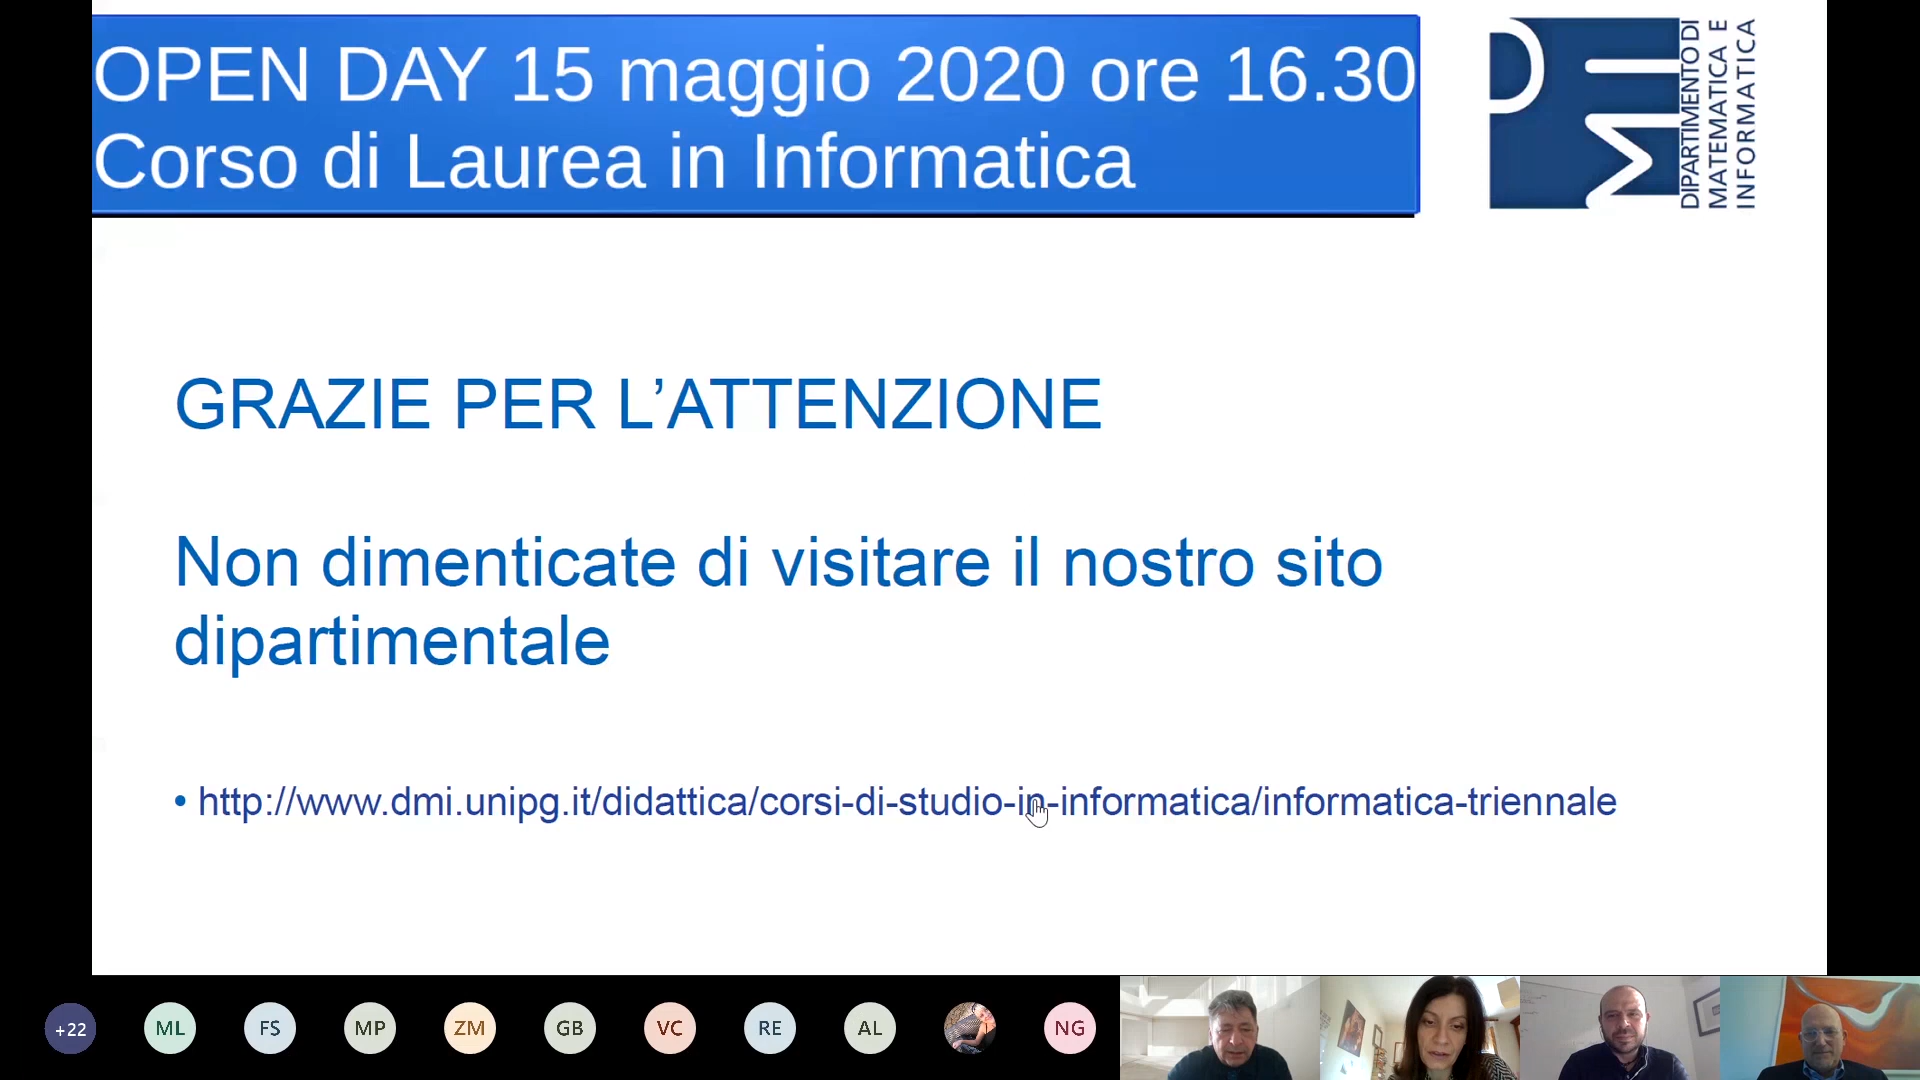 OPEN DAY 15 maggio 2020 ore 16.30
Corso di Laurea in Informatica
DIPARTIMENTO DI
MATEMATICA E
INFORMATICA
GRAZIE PER L’ATTENZIONE
Non dimenticate di visitare il nostro sito
dipartimentale
• http://www.dmi.unipg.it/didattica/corsi-di-studio-in-informatica/informatica-triennale
+22 ML FS MP ZM GB VC RE AL NG